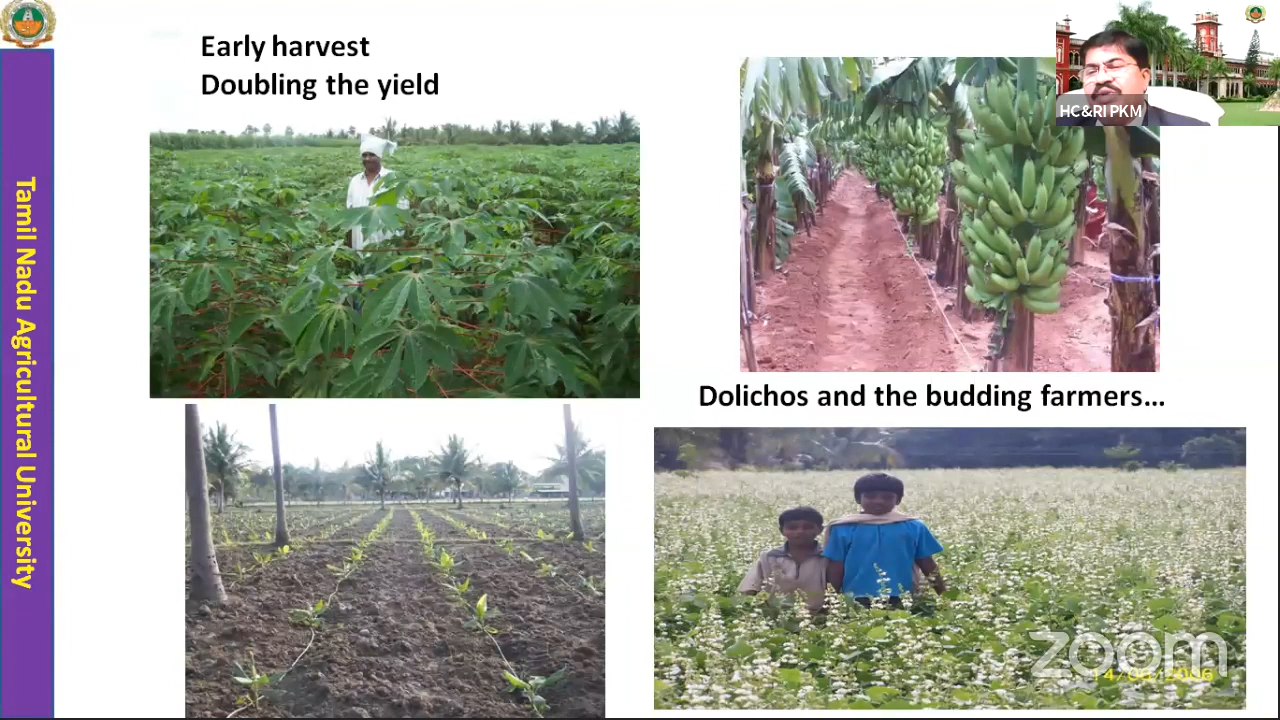 Early harvest
Doubling the yield
HC&RI PKM
Tamil Nadu Agricultural University
Dolichos and the budding farmers...
zoom